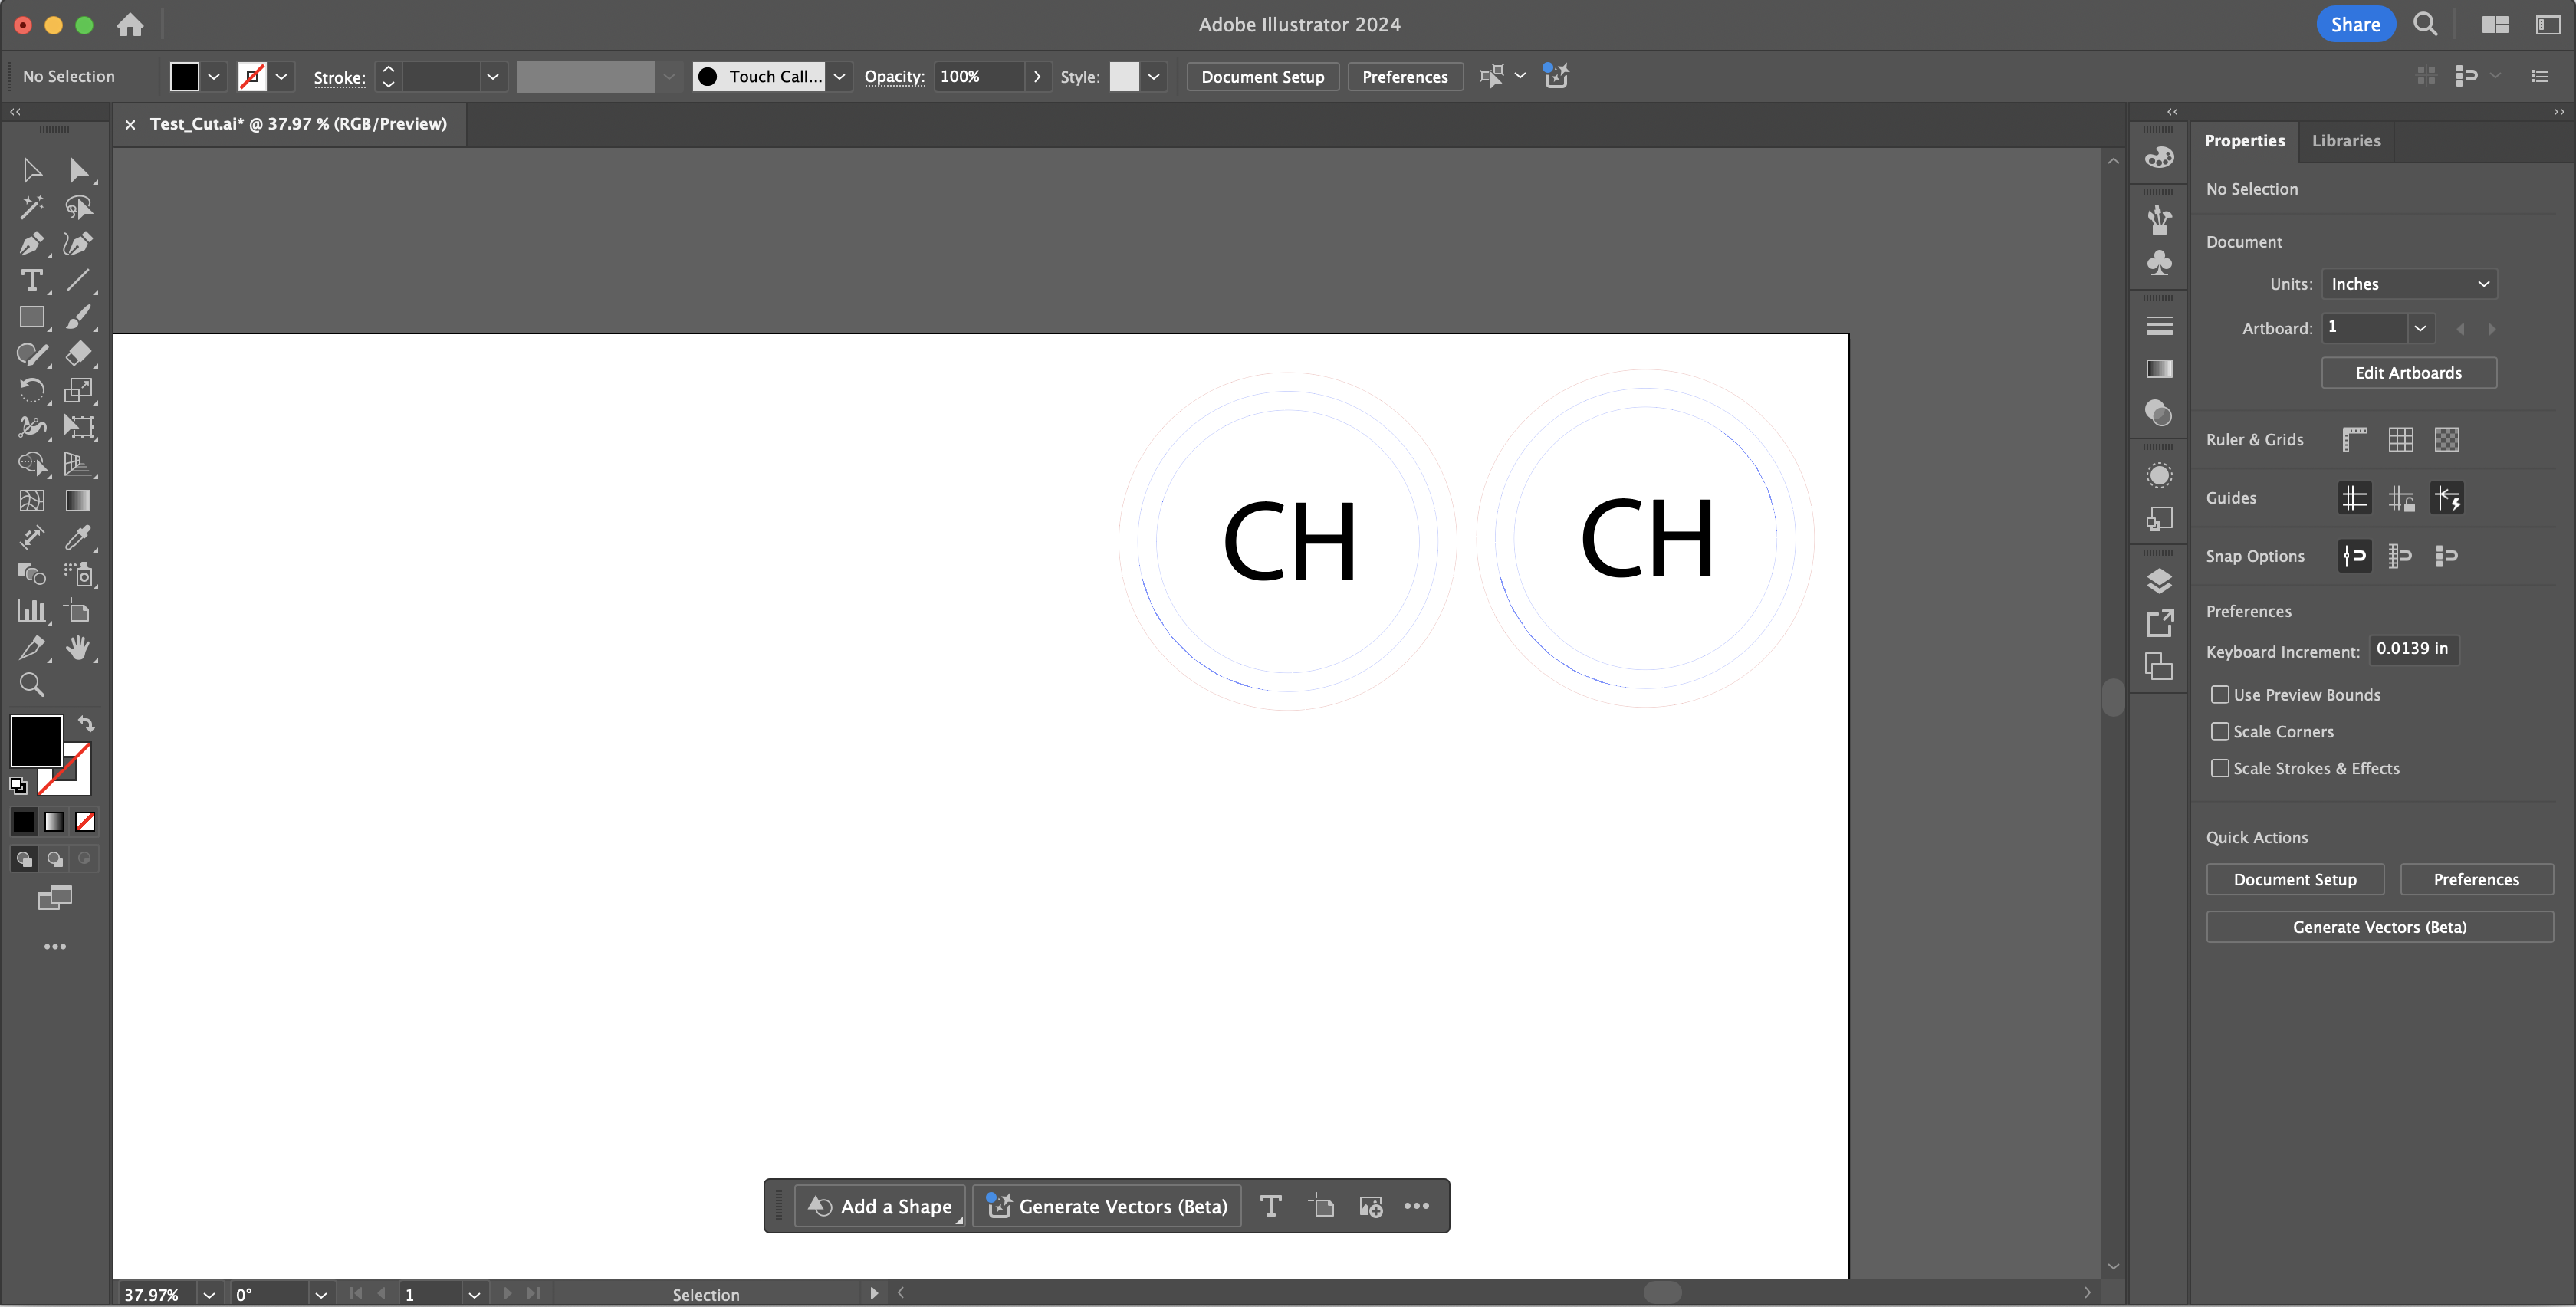 Adobe Illustrator 2024
Share
No Selection
Stroke:
Touch Call...
Opacity:
100%
Style:
Document Setup
Preferences
Test_Cut.ai* @ 37.97 % (RGB/Preview)
Properties
Libraries
No Selection
Document
Units:
Inches
Artboard:
1
Edit Artboards
Ruler & Grids
Guides
Snap Options
Preferences
Keyboard Increment:
0.0139 in
Use Preview Bounds
Scale Corners
Scale Strokes & Effects
Quick Actions
Document Setup
Preferences
Generate Vectors (Beta)
CH
CH
Add a Shape
Generate Vectors (Beta)
37.97%
0°
1
Selection